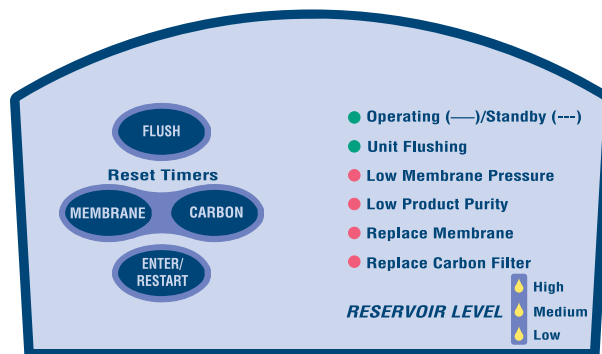 FLUSH
Reset Timers
MEMBRANE
CARBON
ENTER/
RESTART
Operating (——)/Standby (---)
Unit Flushing
Low Membrane Pressure
Low Product Purity
Replace Membrane
Replace Carbon Filter
RESERVOIR LEVEL
High
Medium
Low